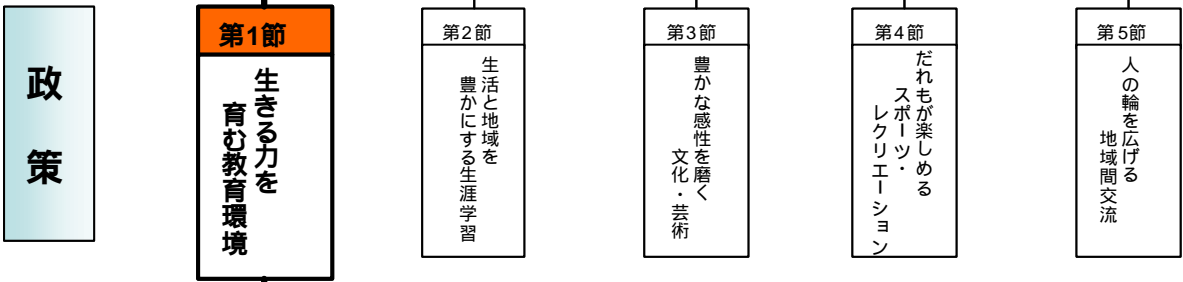 政策
第1節
生きる力を
育む教育環境
第2節
生活と地域を
豊かにする生涯学習
第3節
豊かな感性を磨く
文化・芸術
第4節
だれもが楽しめる
スポーツ・
レクリエーション
第5節
人の輪を広げる
地域間交流